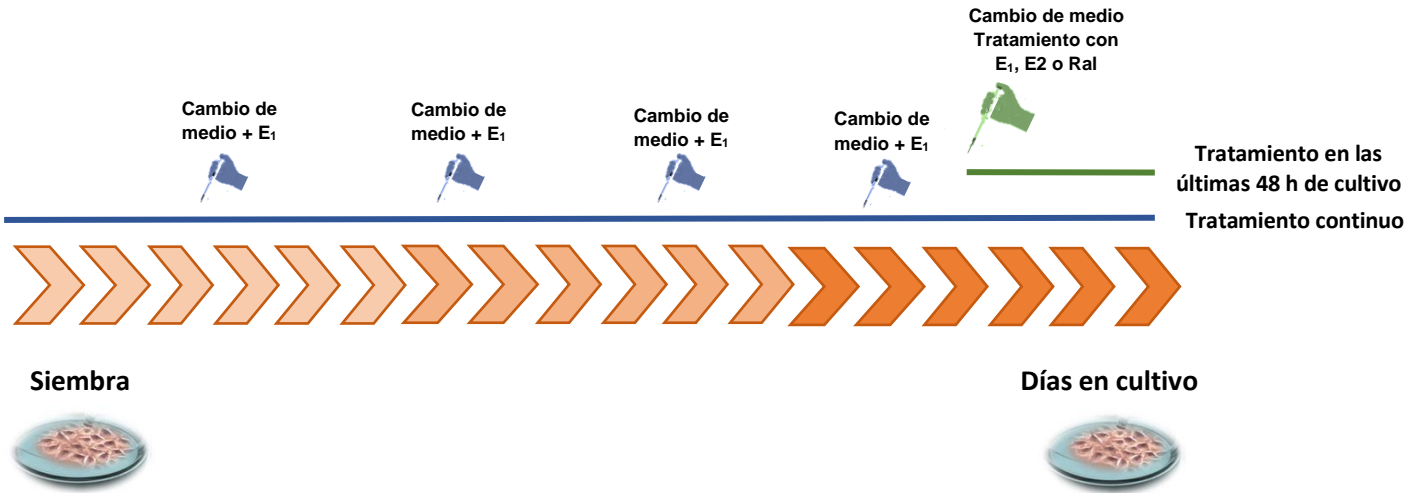 Cambio de medio
Tratamiento con
E₁, E2 o Ral
Cambio de
medio + E₁
Cambio de
medio + E₁
Cambio de
medio + E₁
Cambio de
medio + E₁
Tratamiento en las
últimas 48 h de cultivo
Tratamiento continuo
Siembra
Días en cultivo